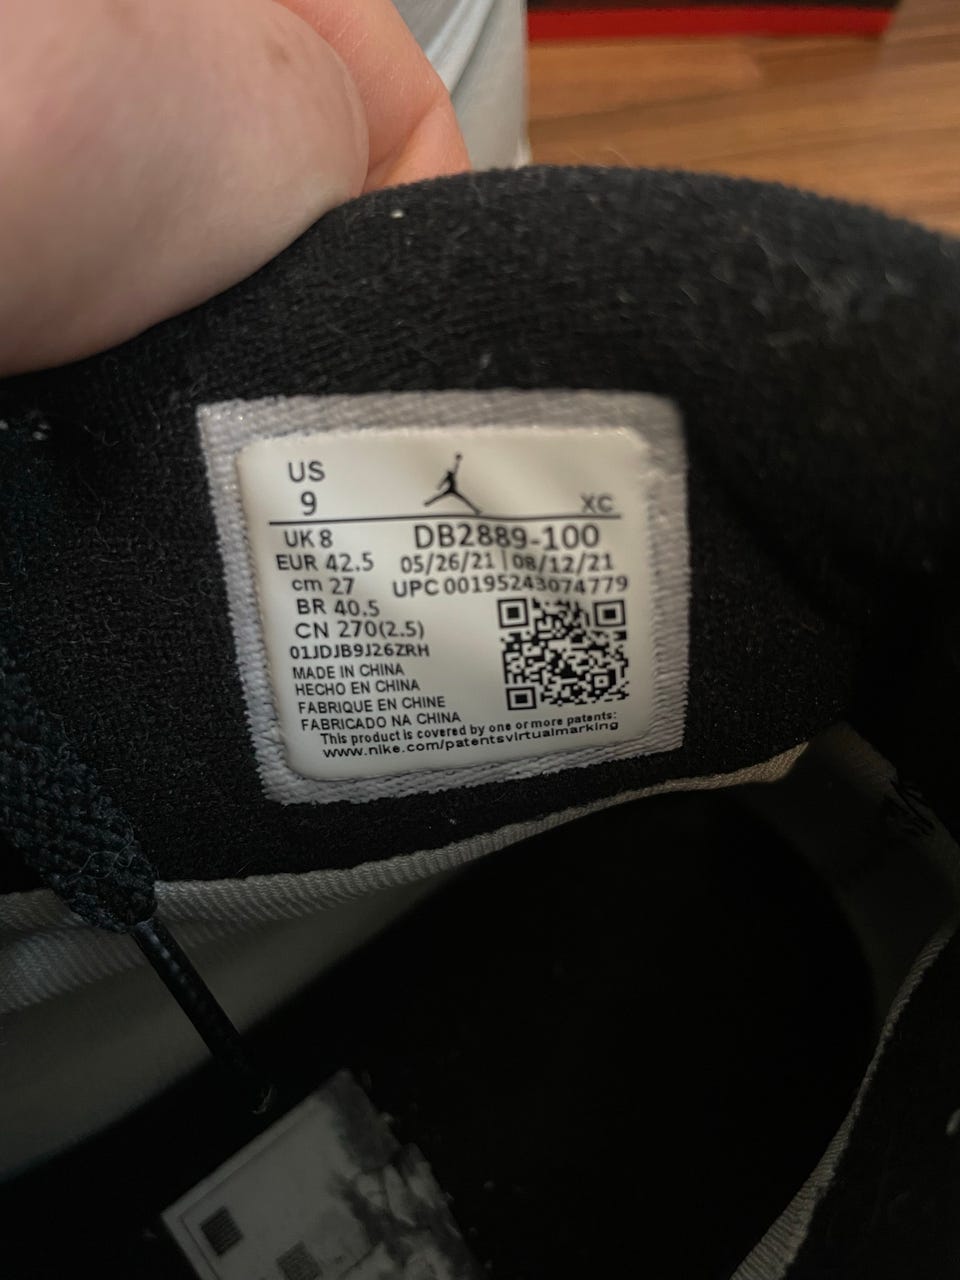 US
9
XC
UK 8
DB2889-100
EUR 42.5
05/26/21 | 08/12/21
cm 27
UPC 00195243074779
BR 40.5
CN 270(2.5)
01JDJB9J26ZRH
MADE IN CHINA
HECHO EN CHINA
FABRIQUE EN CHINE
FABRICADO NA CHINA
This product is covered by one or more patents:
www.nike.com/patentsvirtualmarking